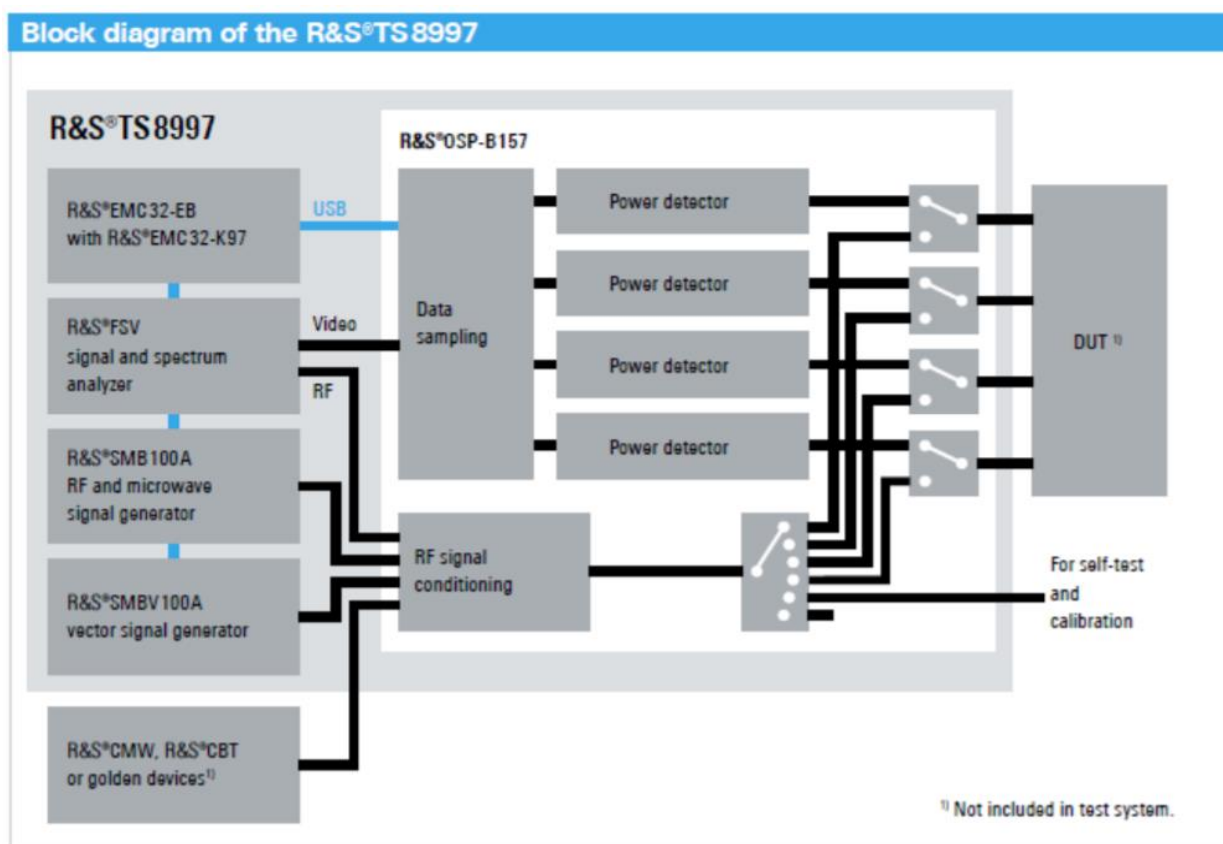 Block diagram of the R&S®TS8997
R&S®TS8997
R&S®OSP-B157
R&S®EMC32-EB
with R&S®EMC32-K97
USB
R&S®FSV
signal and spectrum
analyzer
Video
RF
R&S®SMB100A
RF and microwave
signal generator
R&S®SMBV100A
vector signal generator
R&S®CMW, R&S®CBT
or golden devices¹⁾
Data
sampling
Power detector
Power detector
Power detector
Power detector
RF signal
conditioning
DUT ¹⁾
For self-test
and
calibration
¹⁾ Not included in test system.